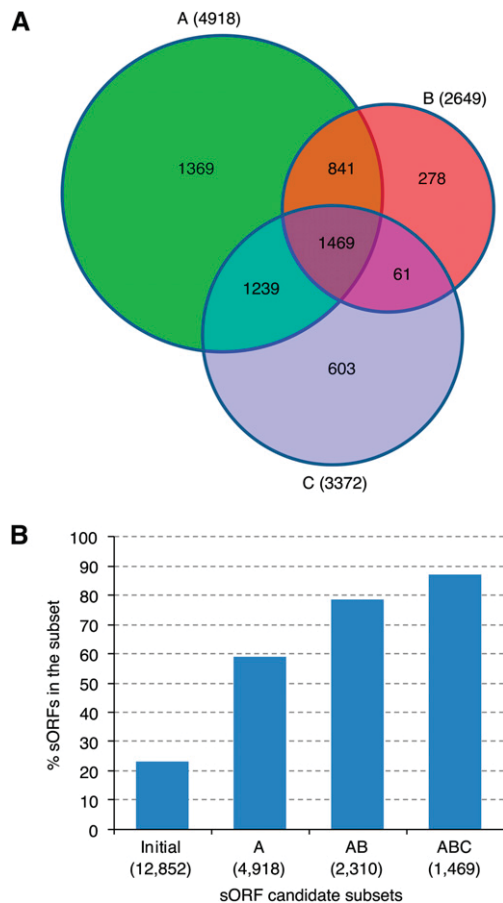 A
A (4918)
B (2649)
1369
841
278
1469
1239
61
603
C (3372)
B
100
90
80
70
60
50
40
30
20
10
0
% sORFs in the subset
Initial A AB ABC
(12,852) (4,918) (2,310) (1,469)
sORF candidate subsets